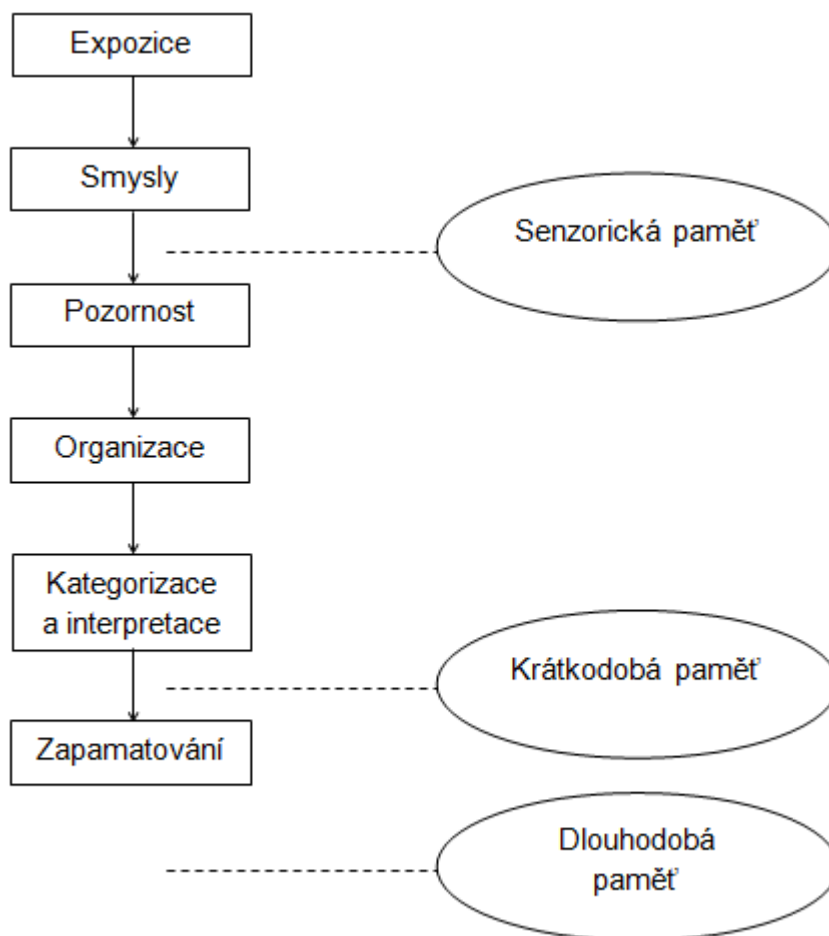 Expozice
Smysly
Senzorická paměť
Pozornost
Organizace
Kategorizace
a interpretace
Krátkodobá paměť
Zapamatování
Dlouhodobá
paměť